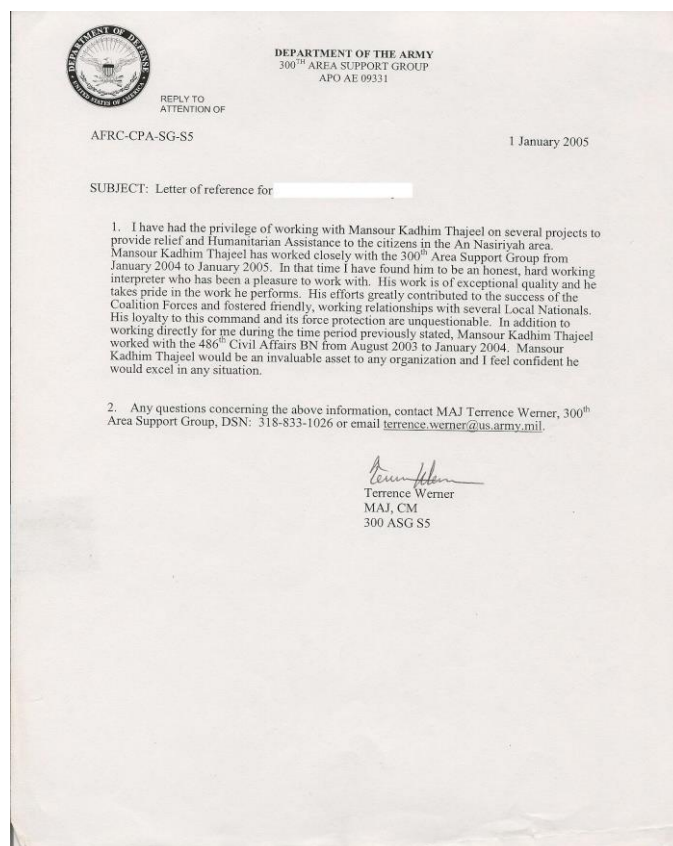 DEPARTMENT OF DEFENSE
UNITED STATES OF AMERICA
DEPARTMENT OF THE ARMY
300TH AREA SUPPORT GROUP
APO AE 09331
REPLY TO
ATTENTION OF
AFRC-CPA-SG-S5
1 January 2005
SUBJECT: Letter of reference for
1. I have had the privilege of working with Mansour Kadhim Thajeel on several projects to
provide relief and Humanitarian Assistance to the citizens in the An Nasiriyah area.
Mansour Kadhim Thajeel has worked closely with the 300th Area Support Group from
January 2004 to January 2005. In that time I have found him to be an honest, hard working
interpreter who has been a pleasure to work with. His work is of exceptional quality and he
takes pride in the work he performs. His efforts greatly contributed to the success of the
Coalition Forces and fostered friendly, working relationships with several Local Nationals.
His loyalty to this command and its force protection are unquestionable. In addition to
working directly for me during the time period previously stated, Mansour Kadhim Thajeel
worked with the 486th Civil Affairs BN from August 2003 to January 2004. Mansour
Kadhim Thajeel would be an invaluable asset to any organization and I feel confident he
would excel in any situation.
2. Any questions concerning the above information, contact MAJ Terrence Werner, 300th
Area Support Group, DSN: 318-833-1026 or email terrence.werner@us.army.mil.
Terrence Werner
MAJ, CM
300 ASG S5